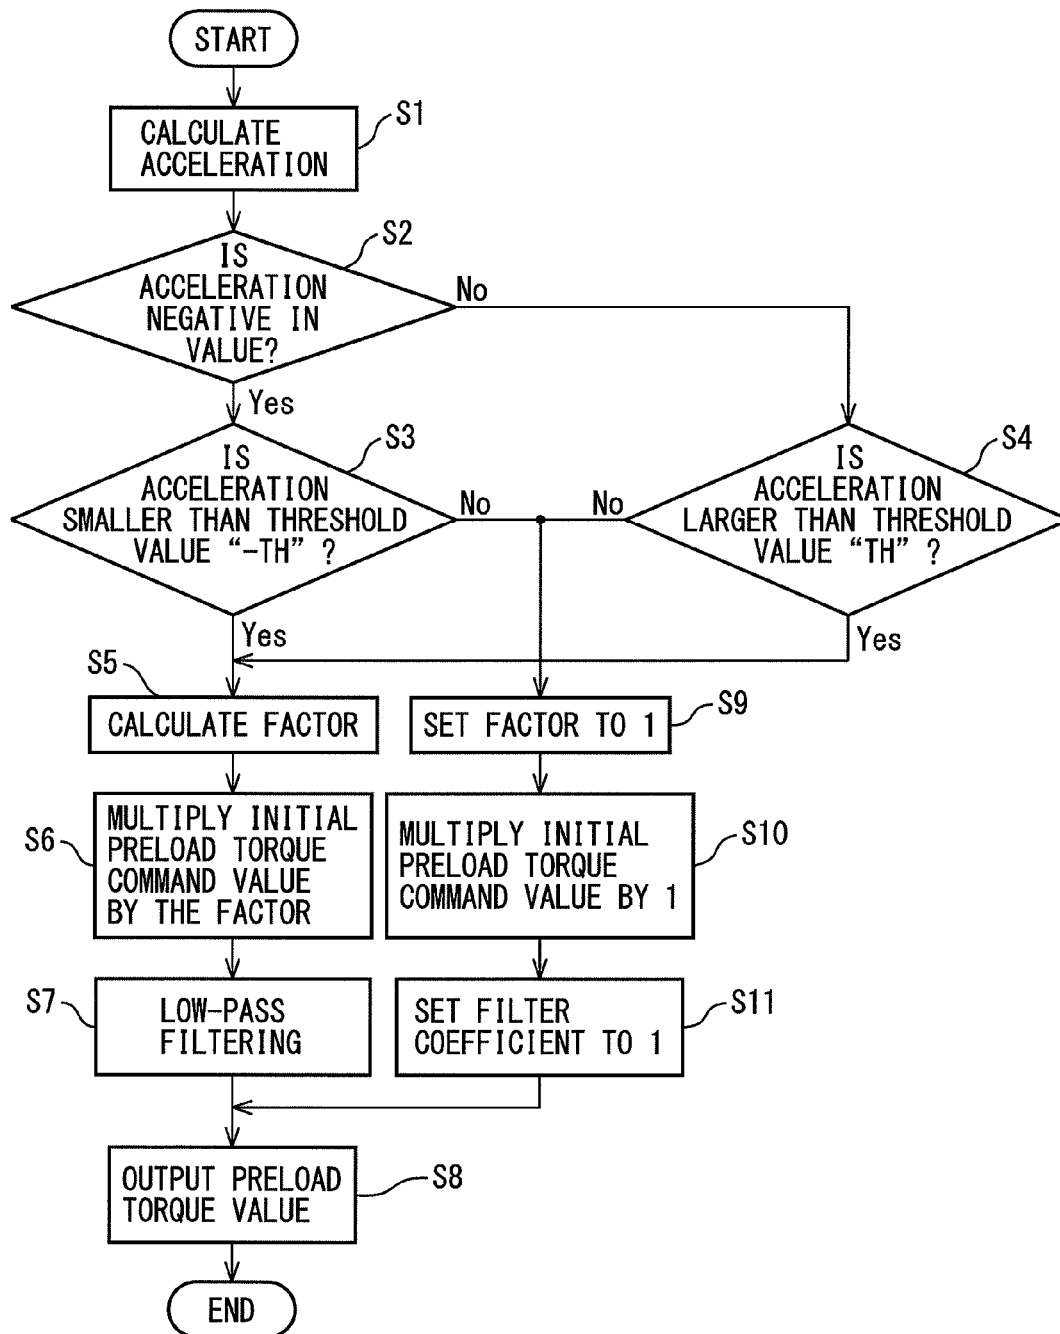 START
CALCULATE
ACCELERATION
S1
IS
ACCELERATION
NEGATIVE IN
VALUE?
S2
No
Yes
IS
ACCELERATION
SMALLER THAN THRESHOLD
VALUE “-TH” ?
S3
No
No
IS
ACCELERATION
LARGER THAN THRESHOLD
VALUE “TH” ?
S4
Yes
Yes
S5
CALCULATE FACTOR
SET FACTOR TO 1
S9
S6
MULTIPLY INITIAL
PRELOAD TORQUE
COMMAND VALUE
BY THE FACTOR
MULTIPLY INITIAL
PRELOAD TORQUE
COMMAND VALUE BY 1
S10
S7
LOW-PASS
FILTERING
SET FILTER
COEFFICIENT TO 1
S11
OUTPUT PRELOAD
TORQUE VALUE
S8
END